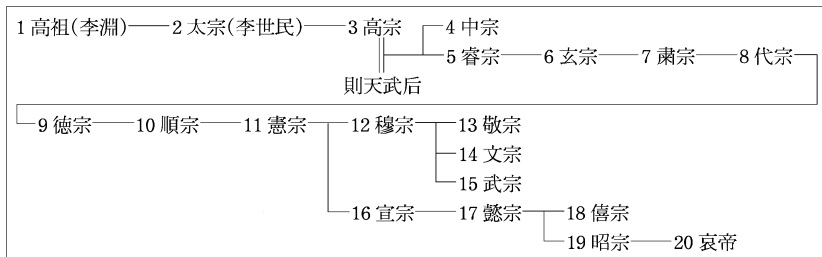 1 高祖(李淵) 2 太宗(李世民) 3 高宗 4 中宗
5 睿宗 6 玄宗 7 粛宗 8 代宗
則天武后
9 徳宗 10 順宗 11 憲宗 12 穆宗 13 敬宗
14 文宗
15 武宗
16 宣宗 17 懿宗 18 僖宗
19 昭宗 20 哀帝